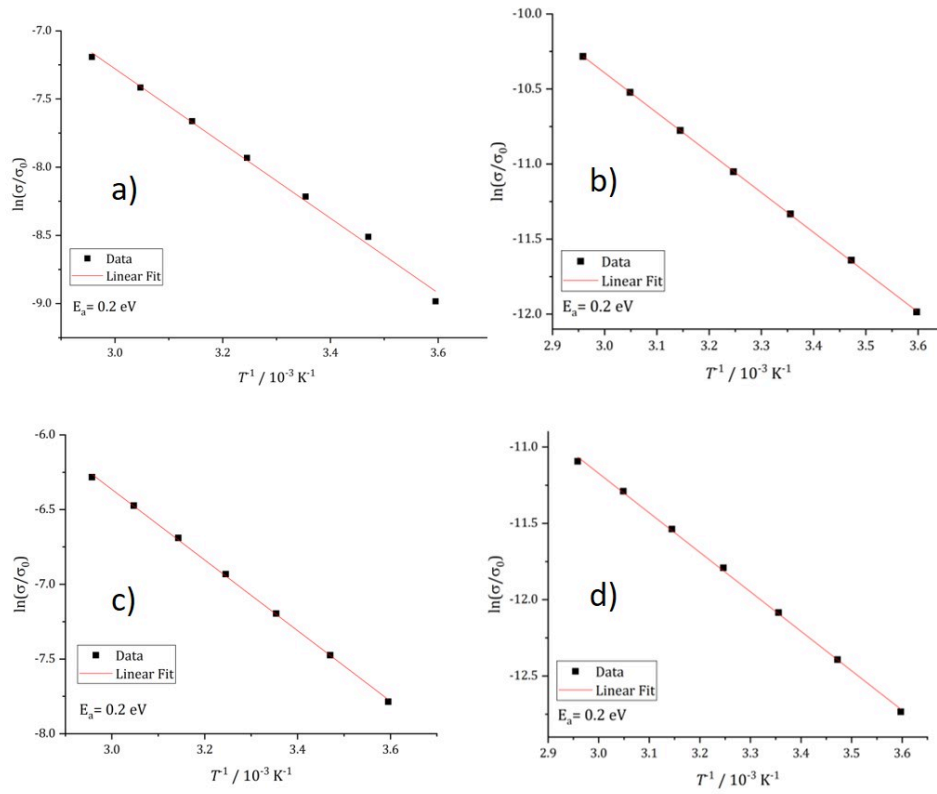 -7.0
-7.5
-8.0
-8.5
-9.0
ln(σ/σ₀)
a)
Data
Linear Fit
Eₐ= 0.2 eV
3.0 3.2 3.4 3.6
T⁻¹ / 10⁻³ K⁻¹
-10.0
-10.5
-11.0
-11.5
-12.0
ln(σ/σ₀)
b)
Data
Linear Fit
Eₐ= 0.2 eV
2.9 3.0 3.1 3.2 3.3 3.4 3.5 3.6
T⁻¹ / 10⁻³ K⁻¹
-6.0
-6.5
-7.0
-7.5
-8.0
ln(σ/σ₀)
c)
Data
Linear Fit
Eₐ= 0.2 eV
3.0 3.1 3.2 3.3 3.4 3.5 3.6
T⁻¹ / 10⁻³ K⁻¹
-11.0
-11.5
-12.0
-12.5
ln(σ/σ₀)
d)
Data
Linear Fit
Eₐ= 0.2 eV
2.9 3.0 3.1 3.2 3.3 3.4 3.5 3.6
T⁻¹ / 10⁻³ K⁻¹